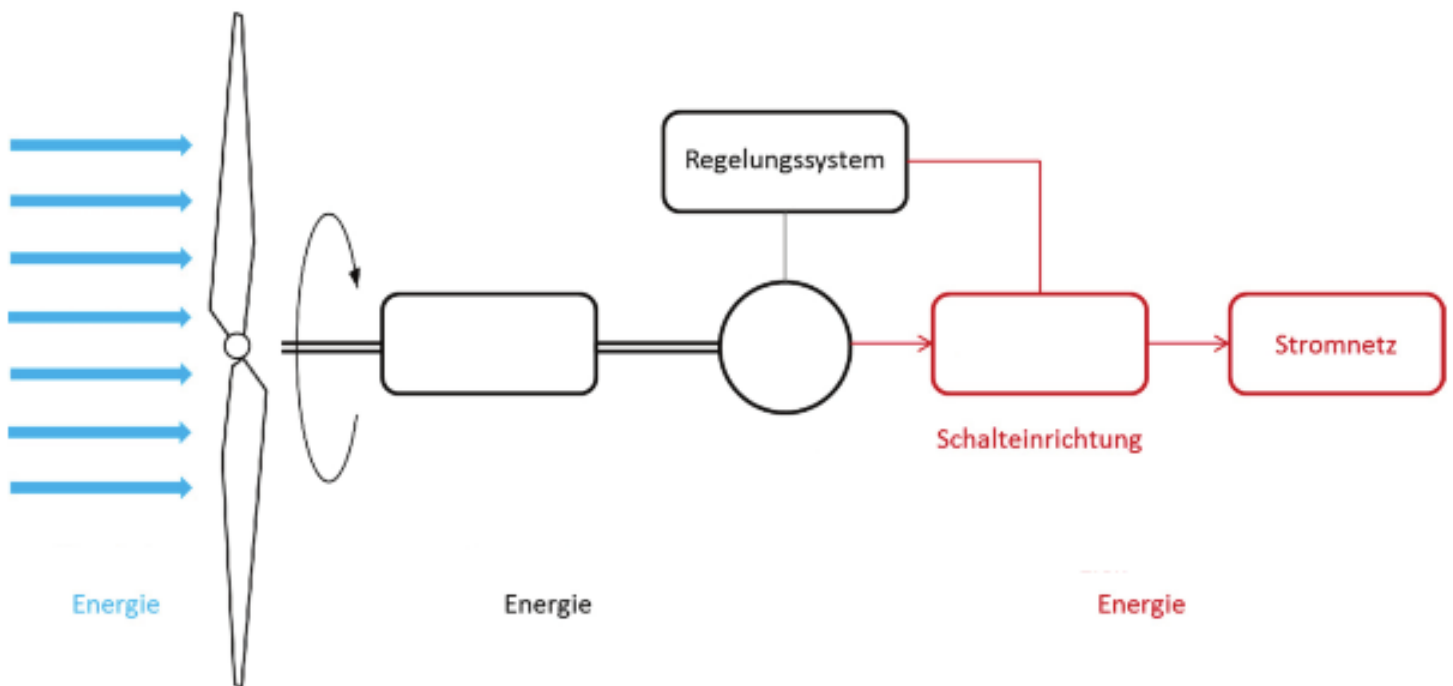 Regelungssystem
Stromnetz
Schalteinrichtung
Energie
Energie
Energie